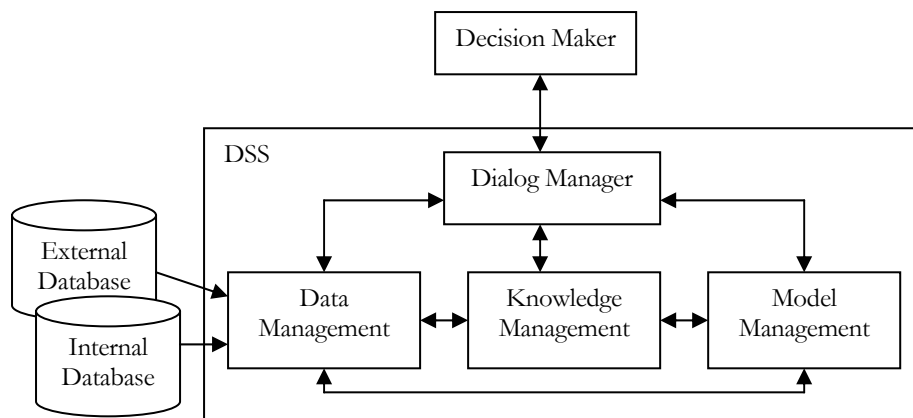 Decision Maker
DSS
Dialog Manager
External
Database
Internal
Database
Data
Management
Knowledge
Management
Model
Management